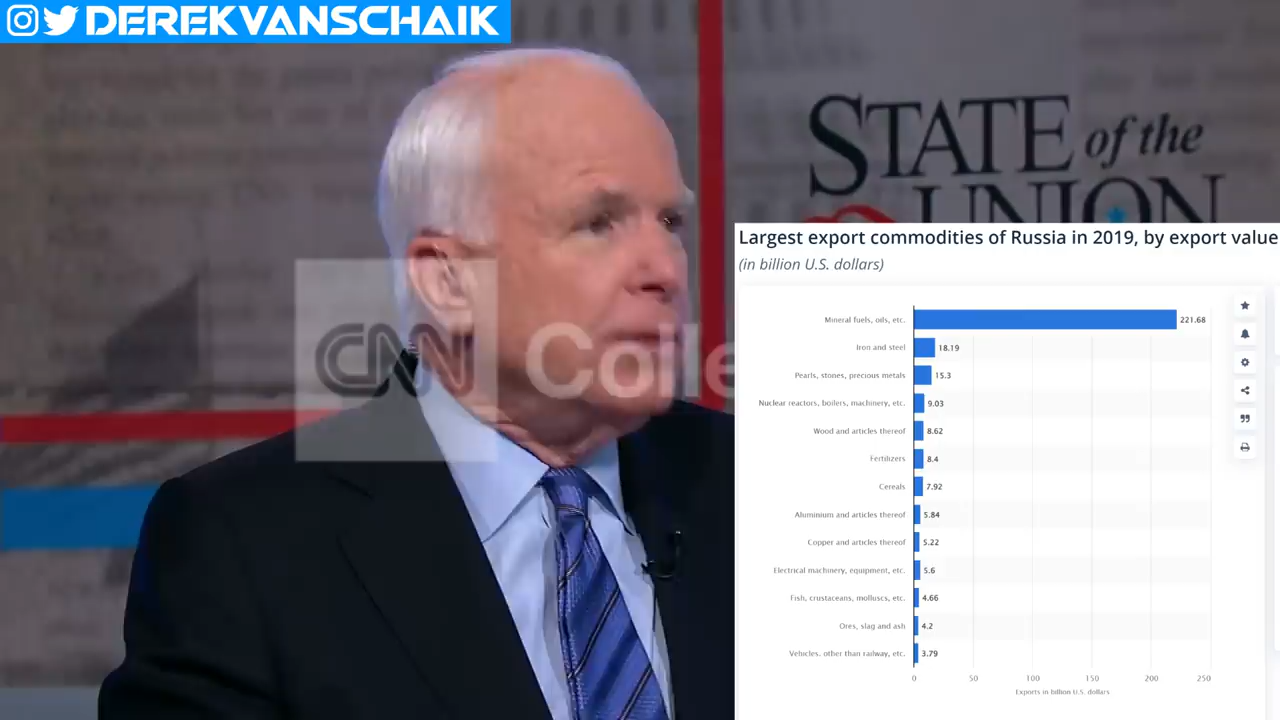 DEREKVANSCHAIK
STATE of the
UNION
CNN Colle
Largest export commodities of Russia in 2019, by export value
(in billion U.S. dollars)
Mineral fuels, oils, etc. 221.68
Iron and steel 18.19
Pearls, stones, precious metals 15.3
Nuclear reactors, boilers, machinery, etc. 9.03
Wood and articles thereof 8.62
Fertilizers 8.4
Cereals 7.92
Aluminium and articles thereof 5.84
Copper and articles thereof 5.22
Electrical machinery, equipment, etc. 5.6
Fish, crustaceans, molluscs, etc. 4.66
Ores, slag and ash 4.2
Vehicles. other than railway, etc. 3.79
0 50 100 150 200 250
Exports in billion U.S. dollars